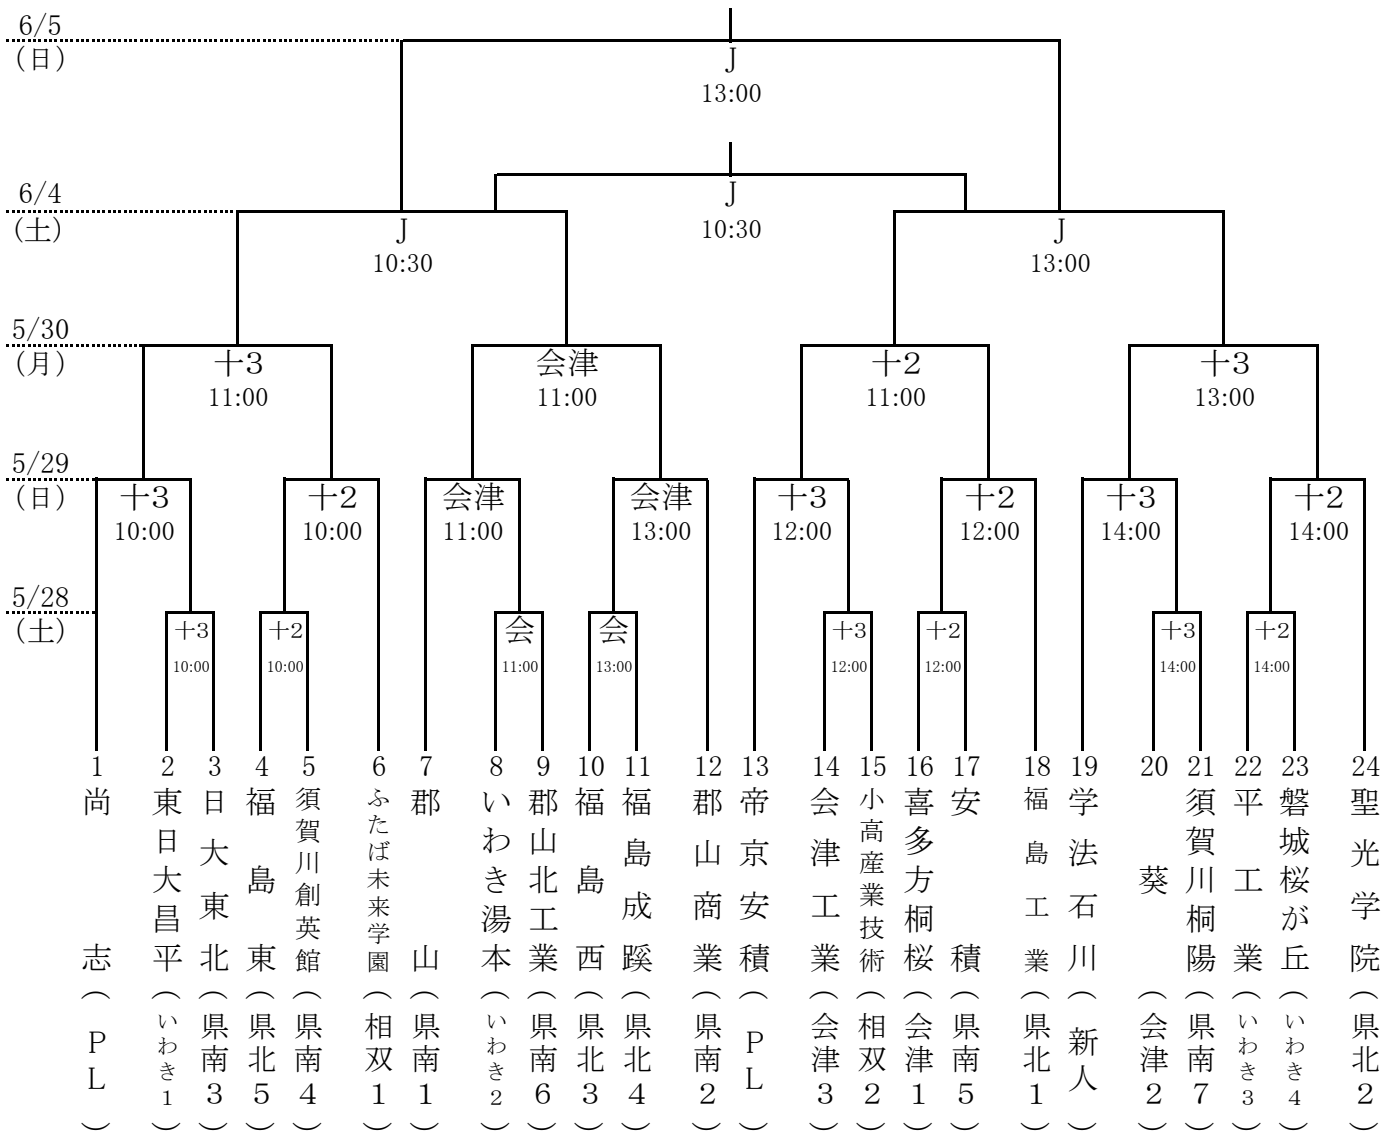 6/5
(日)
J
13:00
6/4
(土)
J
10:30
J
10:30
J
13:00
5/30
(月)
十3
11:00
会津
11:00
十2
11:00
十3
13:00
5/29
(日)
十3
10:00
十2
10:00
会津
11:00
会津
13:00
十3
12:00
十2
12:00
十3
14:00
十2
14:00
5/28
(土)
十3
10:00
十2
10:00
会
11:00
会
13:00
十3
12:00
十2
12:00
十3
14:00
十2
14:00
1
尚志(PL)
2
東日大昌平(いわき1)
3
日大東北(県南3)
4
福島東(県北5)
5
須賀川創英館(県南4)
6
ふたば未来学園(相双1)
7
郡山(県南1)
8
いわき湯本(いわき2)
9
郡山北工業(県南6)
10
福島西(県北3)
11
福島成蹊(県北4)
12
郡山商業(県南2)
13
帝京安積(PL)
14
会津工業(会津3)
15
小高産業技術(相双2)
16
喜多方桐桜(会津1)
17
安積(県南5)
18
福島工業(県北1)
19
学法石川(新人)
20
葵(会津2)
21
須賀川桐陽(県南7)
22
平工業(いわき3)
23
磐城桜が丘(いわき4)
24
聖光学院(県北2)